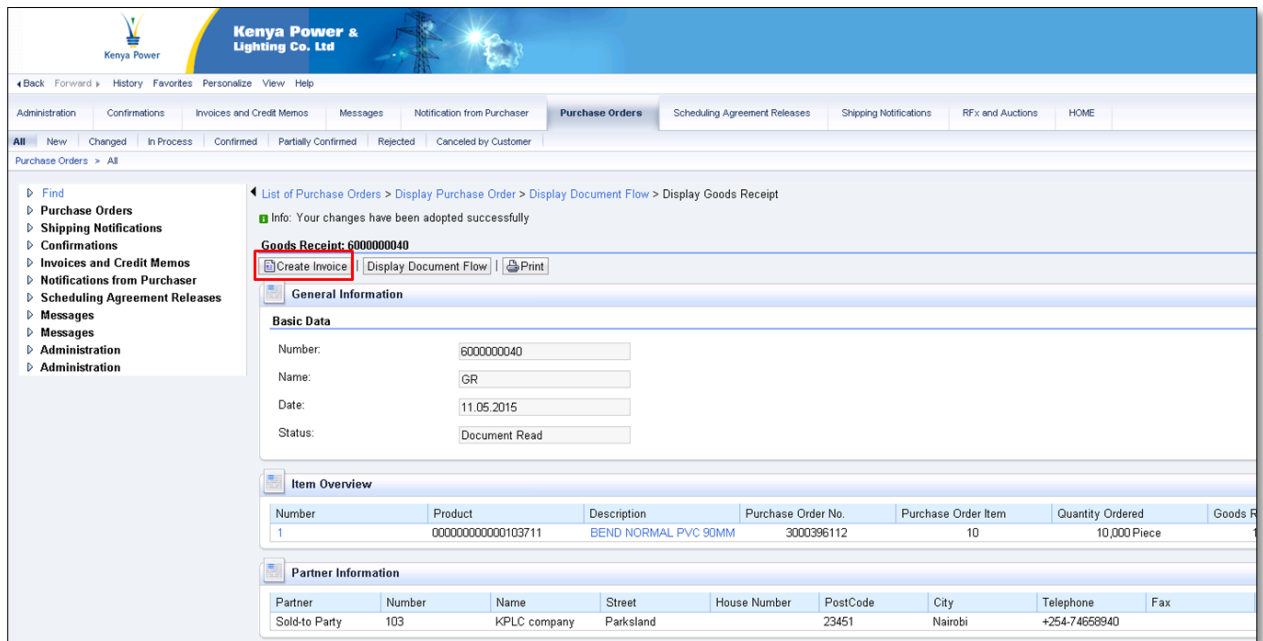 Kenya Power
Kenya Power &
Lighting Co. Ltd
Back Forward History Favorites Personalize View Help
Administration Confirmations Invoices and Credit Memos Messages Notification from Purchaser Purchase Orders Scheduling Agreement Releases Shipping Notifications RFx and Auctions HOME
All New Changed In Process Confirmed Partially Confirmed Rejected Canceled by Customer
Purchase Orders > All
Find
Purchase Orders
Shipping Notifications
Confirmations
Invoices and Credit Memos
Notifications from Purchaser
Scheduling Agreement Releases
Messages
Messages
Administration
Administration
List of Purchase Orders > Display Purchase Order > Display Document Flow > Display Goods Receipt
Info: Your changes have been adopted successfully
Goods Receipt: 6000000040
Create Invoice | Display Document Flow | Print
General Information
Basic Data
Number: 6000000040
Name: GR
Date: 11.05.2015
Status: Document Read
Item Overview
Number Product Description Purchase Order No. Purchase Order Item Quantity Ordered Goods R
1 000000000000103711 BEND NORMAL PVC 90MM 3000396112 10 10,000 Piece
Partner Information
Partner Number Name Street House Number PostCode City Telephone Fax
Sold-to Party 103 KPLC company Parksland 23451 Nairobi +254-74658940